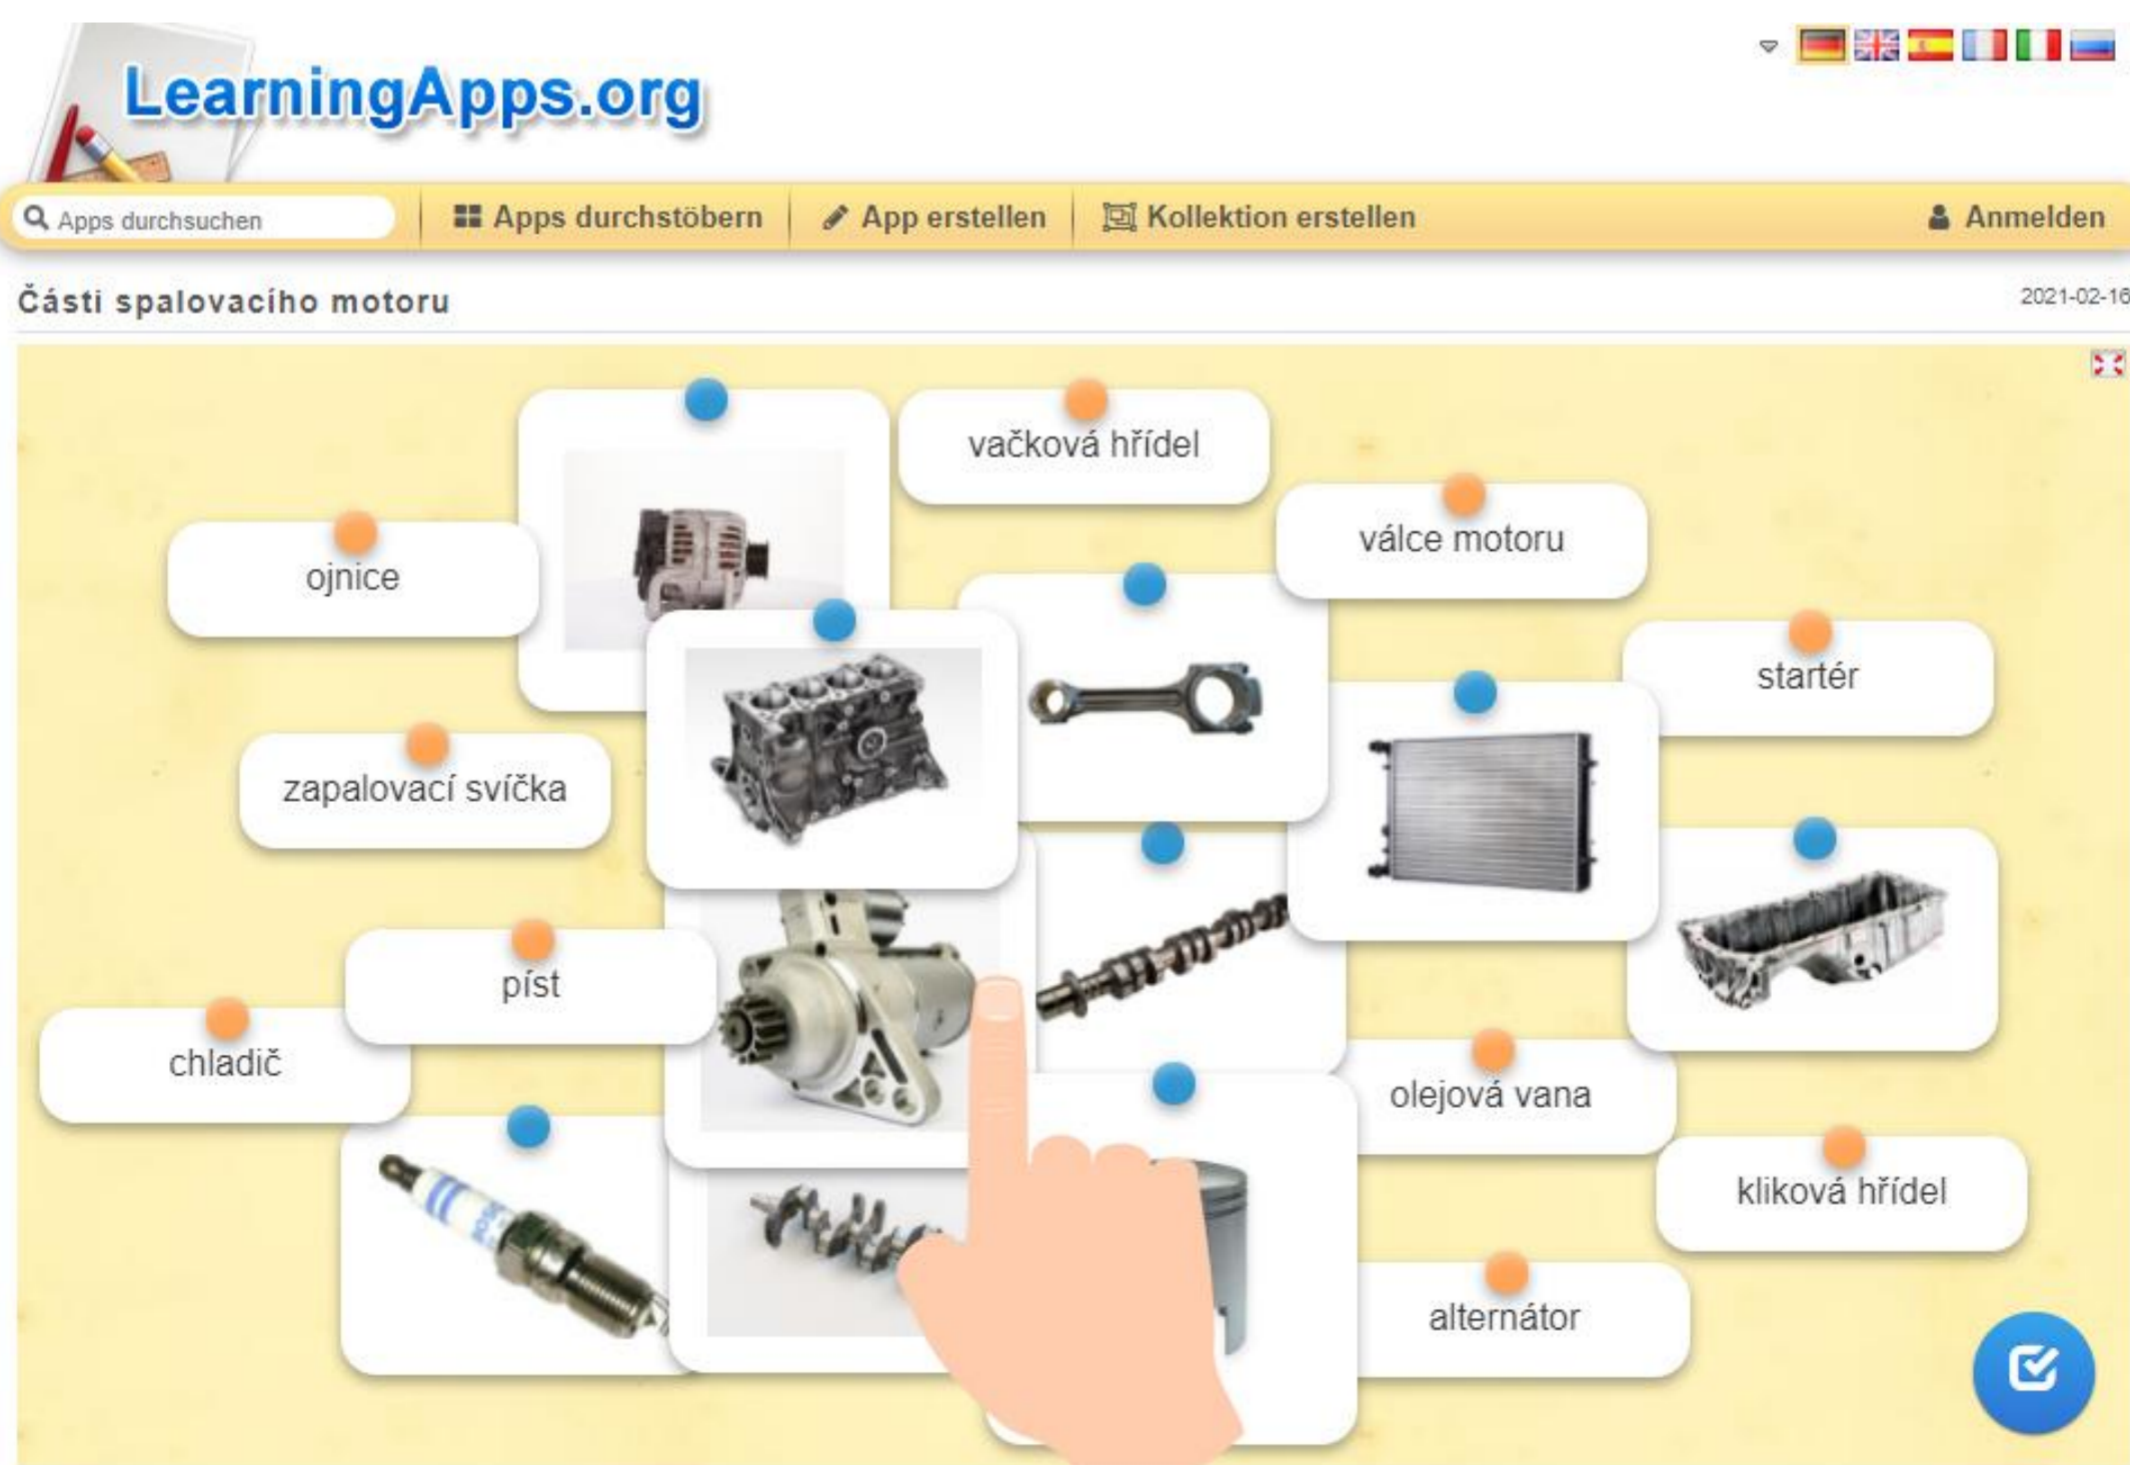 LearningApps.org
Apps durchsuchen
Apps durchstöbern
App erstellen
Kollektion erstellen
Anmelden
Části spalovacího motoru
2021-02-16
vačková hřídel
válce motoru
ojnice
startér
zapalovací svíčka
píst
chladič
olejová vana
kliková hřídel
alternátor